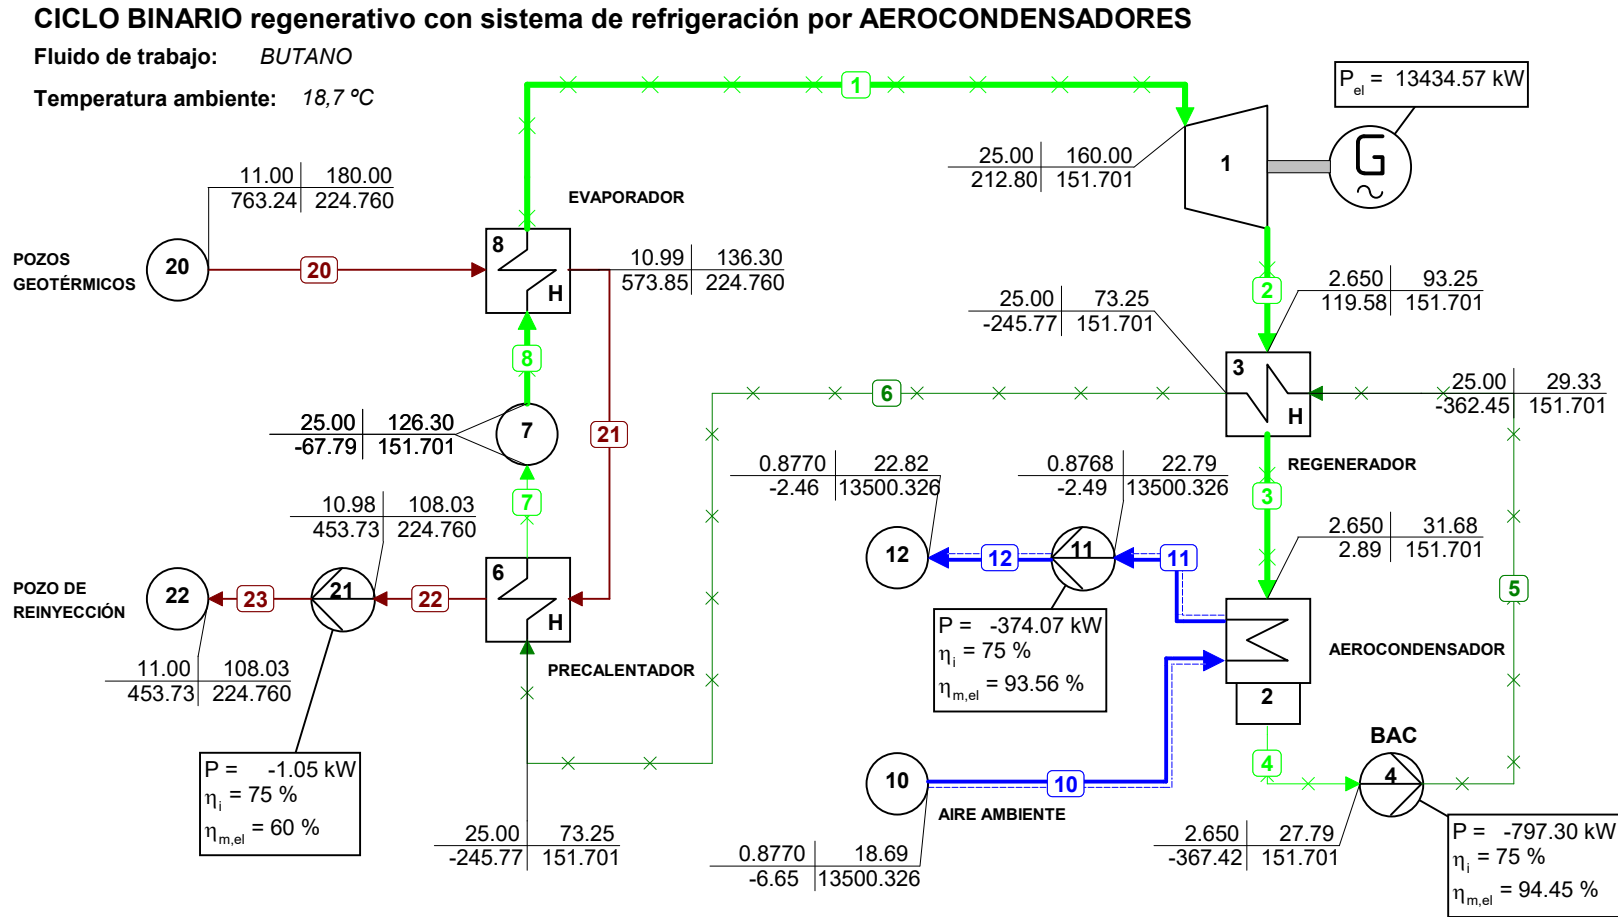 CICLO BINARIO regenerativo con sistema de refrigeración por AEROCONDENSADORES
Fluido de trabajo: BUTANO
Temperatura ambiente: 18,7 ºC
1
P_el = 13434.57 kW
G
1
25.00 160.00
212.80 151.701
11.00 180.00
763.24 224.760
EVAPORADOR
POZOS
GEOTÉRMICOS
20
20
8
H
10.99 136.30
573.85 224.760
2
2.650 93.25
119.58 151.701
25.00 73.25
-245.77 151.701
8
3
H
6
25.00 29.33
-362.45 151.701
25.00 126.30
-67.79 151.701
7
21
REGENERADOR
0.8770 22.82
-2.46 13500.326
0.8768 22.79
-2.49 13500.326
3
7
10.98 108.03
453.73 224.760
2.650 31.68
2.89 151.701
12
12
11
11
POZO DE
REINYECCIÓN
22
23
21
22
6
H
5
P = -374.07 kW
η_i = 75 %
η_m,el = 93.56 %
AEROCONDENSADOR
PRECALENTADOR
11.00 108.03
453.73 224.760
2
BAC
P = -1.05 kW
η_i = 75 %
η_m,el = 60 %
10
10
4
4
AIRE AMBIENTE
25.00 73.25
-245.77 151.701
0.8770 18.69
-6.65 13500.326
2.650 27.79
-367.42 151.701
P = -797.30 kW
η_i = 75 %
η_m,el = 94.45 %